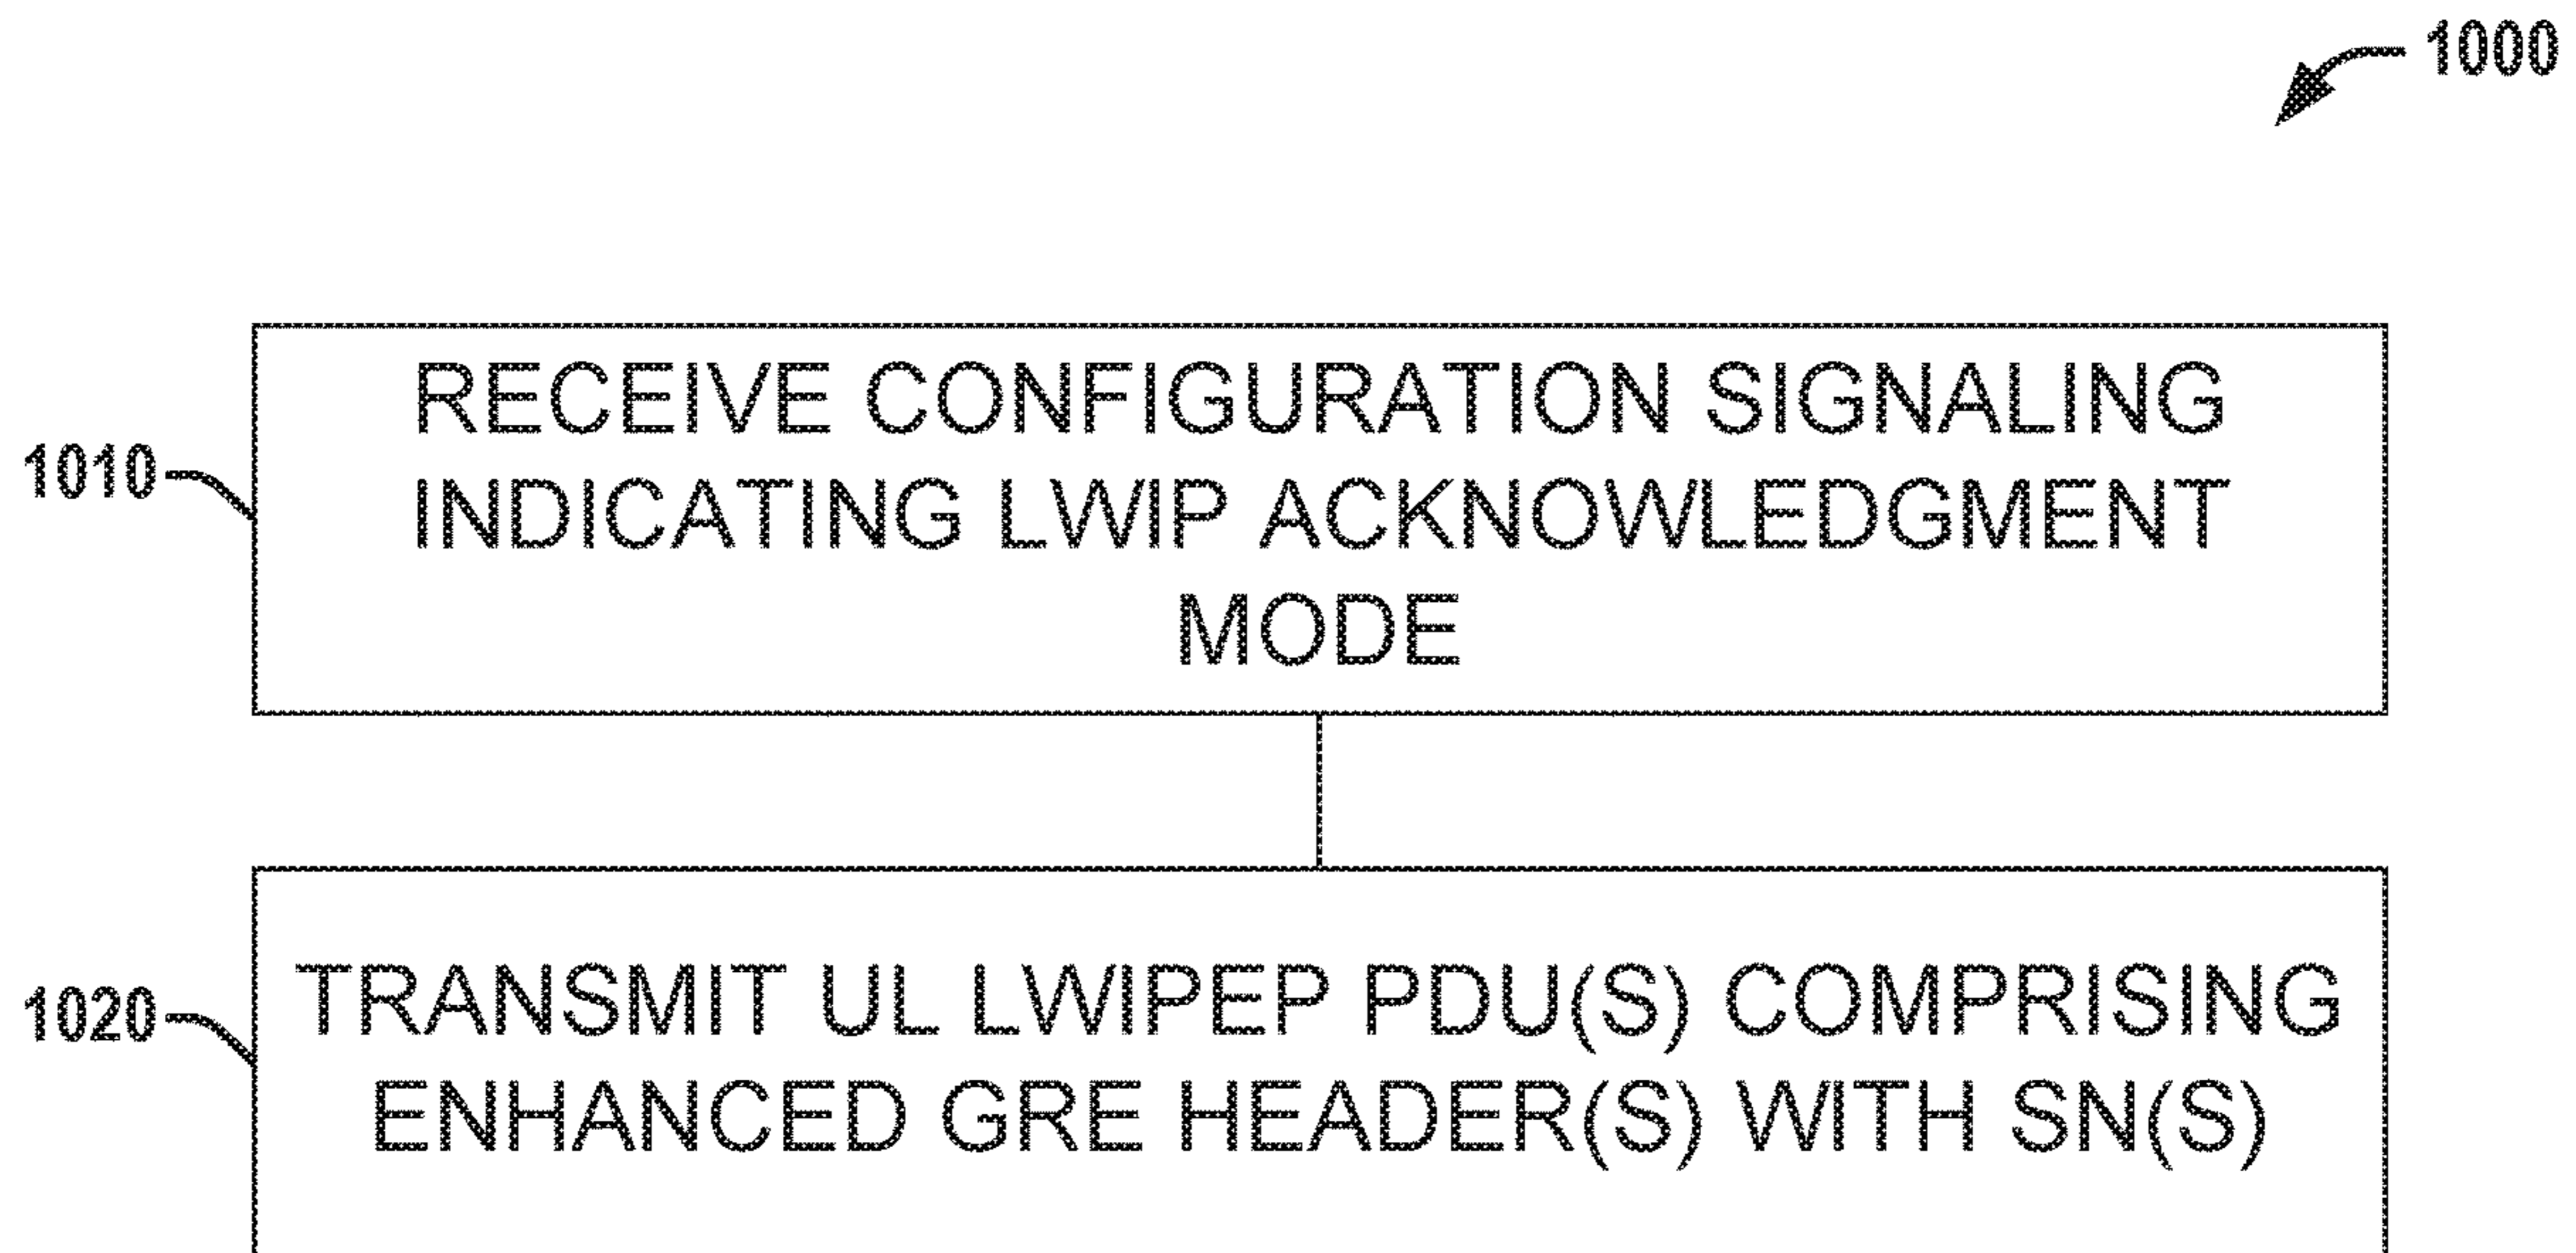 1000
RECEIVE CONFIGURATION SIGNALING
INDICATING LWIP ACKNOWLEDGMENT
MODE
1010
TRANSMIT UL LWIPEP PDU(S) COMPRISING
ENHANCED GRE HEADER(S) WITH SN(S)
1020